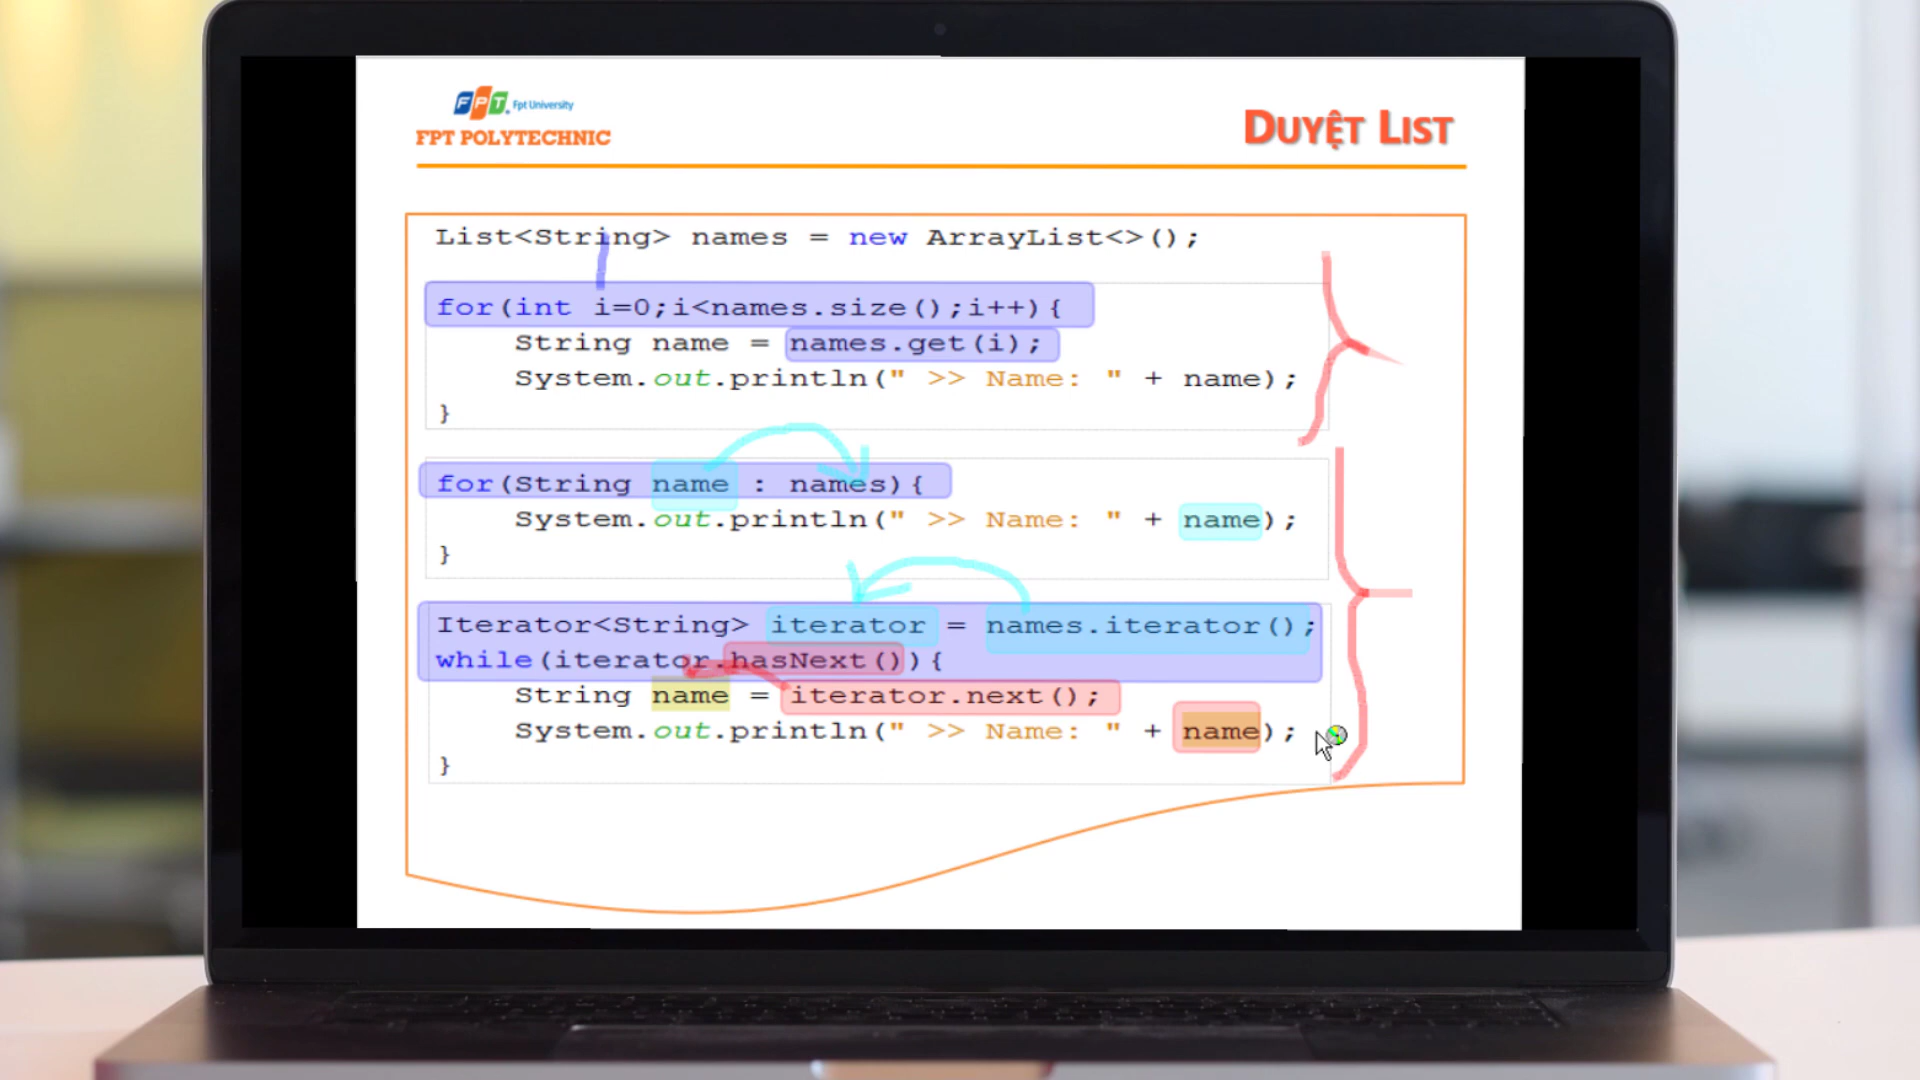 FPT. Fpt University
FPT POLYTECHNIC
DUYỆT LIST
List<String> names = new ArrayList<>();
for(int i=0;i<names.size();i++){
String name = names.get(i);
System.out.println(" >> Name: " + name);
}
for(String name : names){
System.out.println(" >> Name: " + name);
}
Iterator<String> iterator = names.iterator();
while(iterator.hasNext()){
String name = iterator.next();
System.out.println(" >> Name: " + name);
}